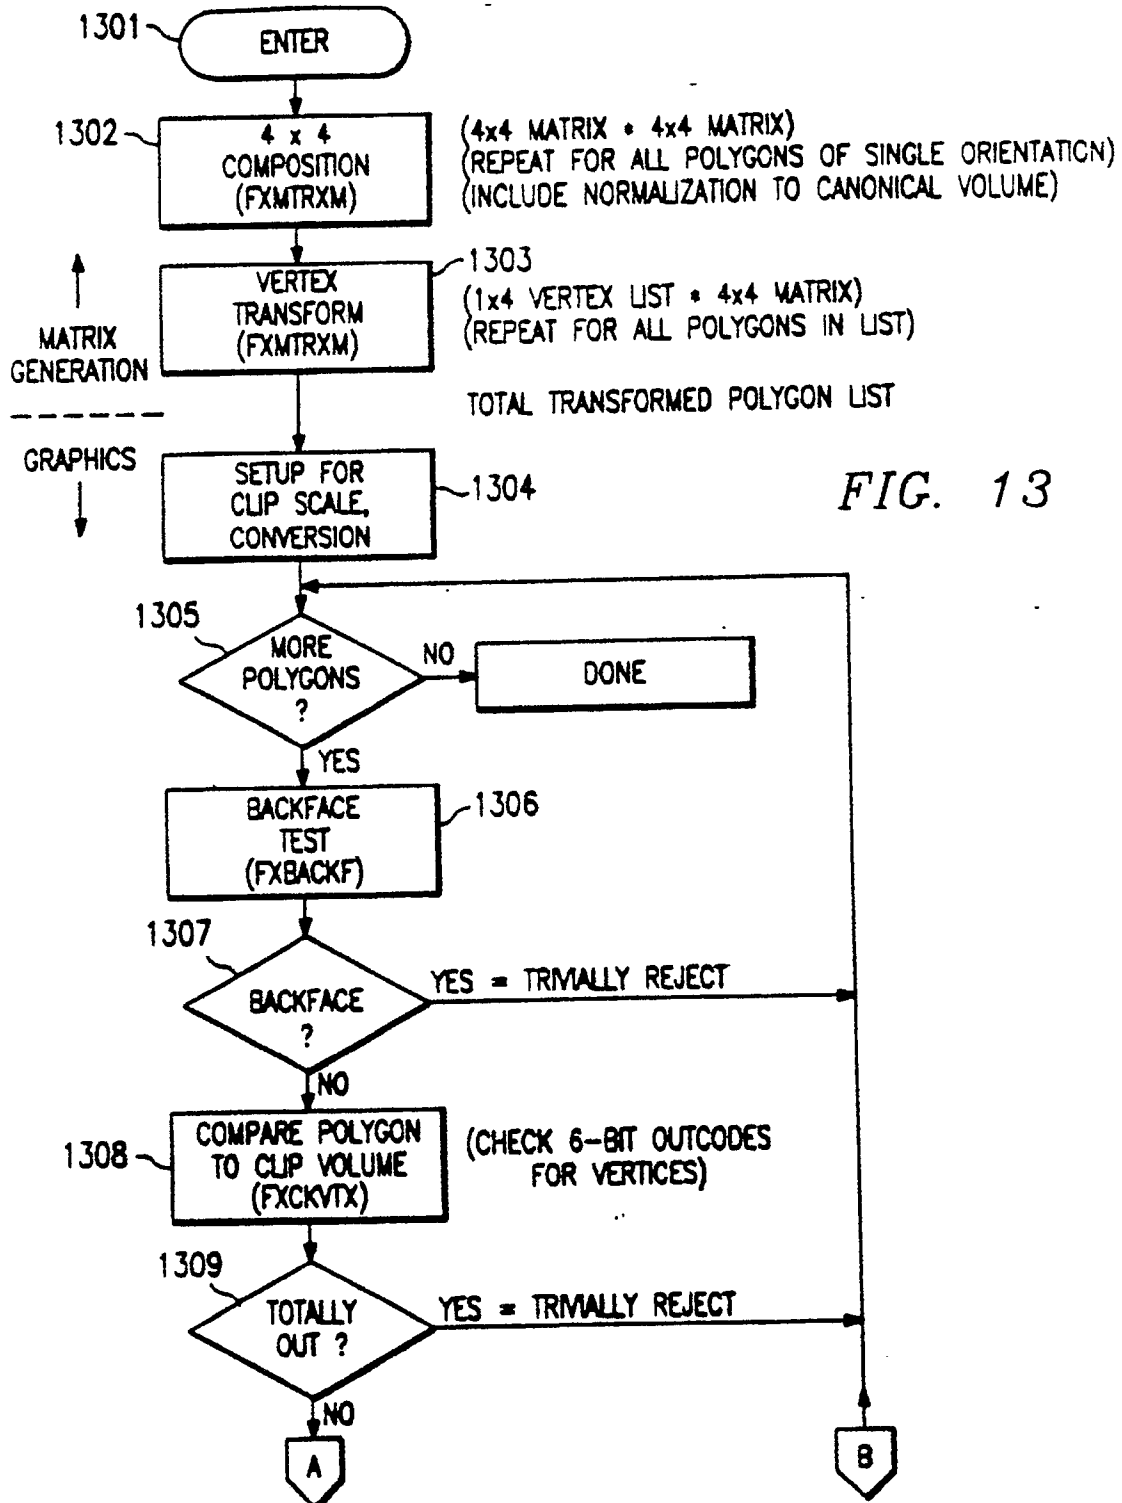 1301
ENTER
1302
4 x 4
COMPOSITION
(FXMTRXM)
(4x4 MATRIX * 4x4 MATRIX)
(REPEAT FOR ALL POLYGONS OF SINGLE ORIENTATION)
(INCLUDE NORMALIZATION TO CANONICAL VOLUME)
1303
VERTEX
TRANSFORM
(FXMTRXM)
(1x4 VERTEX LIST * 4x4 MATRIX)
(REPEAT FOR ALL POLYGONS IN LIST)
MATRIX
GENERATION
TOTAL TRANSFORMED POLYGON LIST
GRAPHICS
SETUP FOR
CLIP SCALE,
CONVERSION
1304
FIG. 13
1305
MORE
POLYGONS
?
NO
DONE
YES
BACKFACE
TEST
(FXBACKF)
1306
1307
BACKFACE
?
YES = TRIVIALLY REJECT
NO
1308
COMPARE POLYGON
TO CLIP VOLUME
(FXCKVTX)
(CHECK 6-BIT OUTCODES
FOR VERTICES)
1309
TOTALLY
OUT ?
YES = TRIVIALLY REJECT
NO
A
B